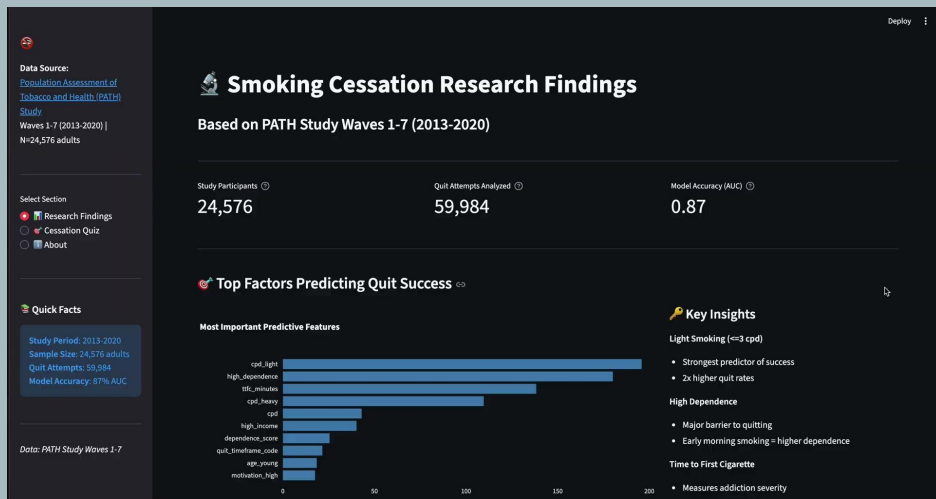 Deploy
Data Source:
Population Assessment of
Tobacco and Health (PATH)
Study
Waves 1-7 (2013-2020) |
N=24,576 adults
Select Section
Research Findings
Cessation Quiz
About
Quick Facts
Study Period: 2013-2020
Sample Size: 24,576 adults
Quit Attempts: 59,984
Model Accuracy: 87% AUC
Data: PATH Study Waves 1-7
Smoking Cessation Research Findings
Based on PATH Study Waves 1-7 (2013-2020)
Study Participants
24,576
Quit Attempts Analyzed
59,984
Model Accuracy (AUC)
0.87
Top Factors Predicting Quit Success
Most Important Predictive Features
cpd_light
high_dependence
ttfc_minutes
cpd_heavy
cpd
high_income
dependence_score
quit_timeframe_code
age_young
motivation_high
0 50 100 150 200
Key Insights
Light Smoking (<=3 cpd)
Strongest predictor of success
2x higher quit rates
High Dependence
Major barrier to quitting
Early morning smoking = higher dependence
Time to First Cigarette
Measures addiction severity